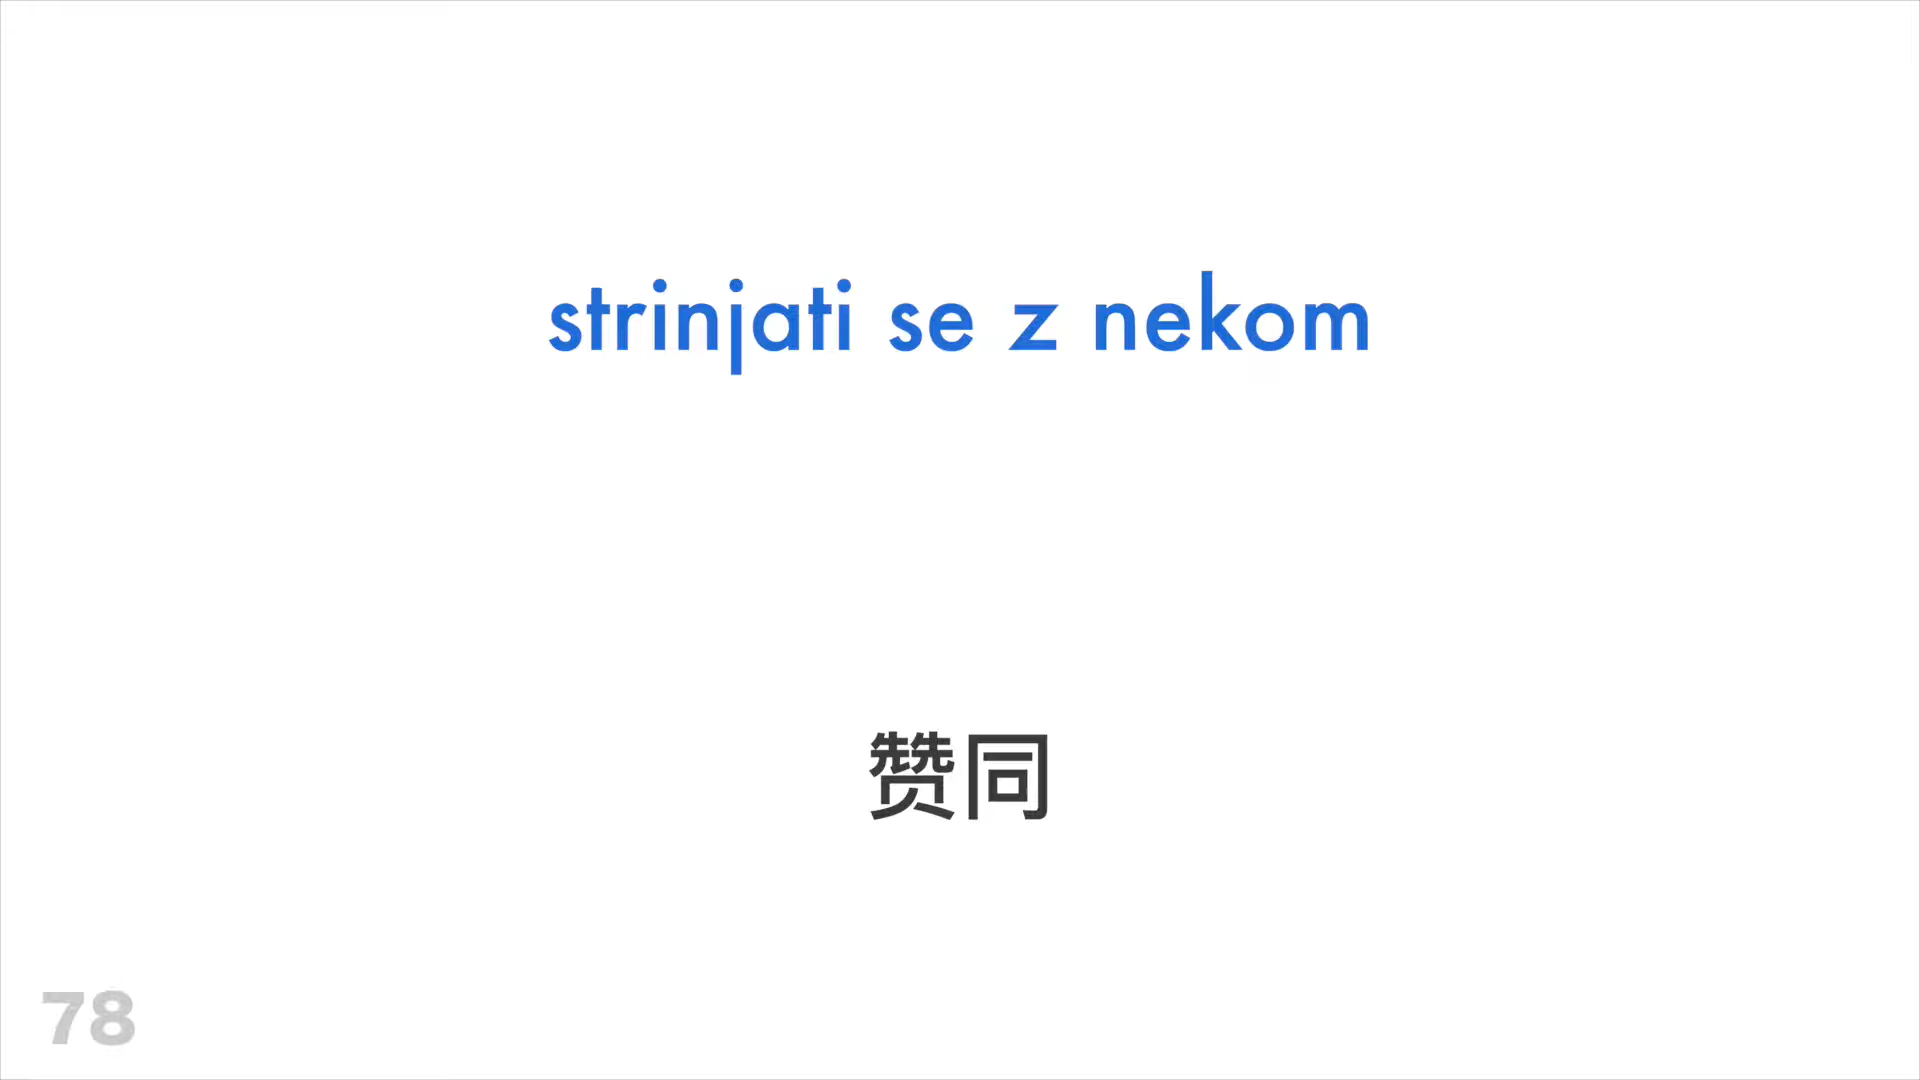 strinjati se z nekom
赞同
78